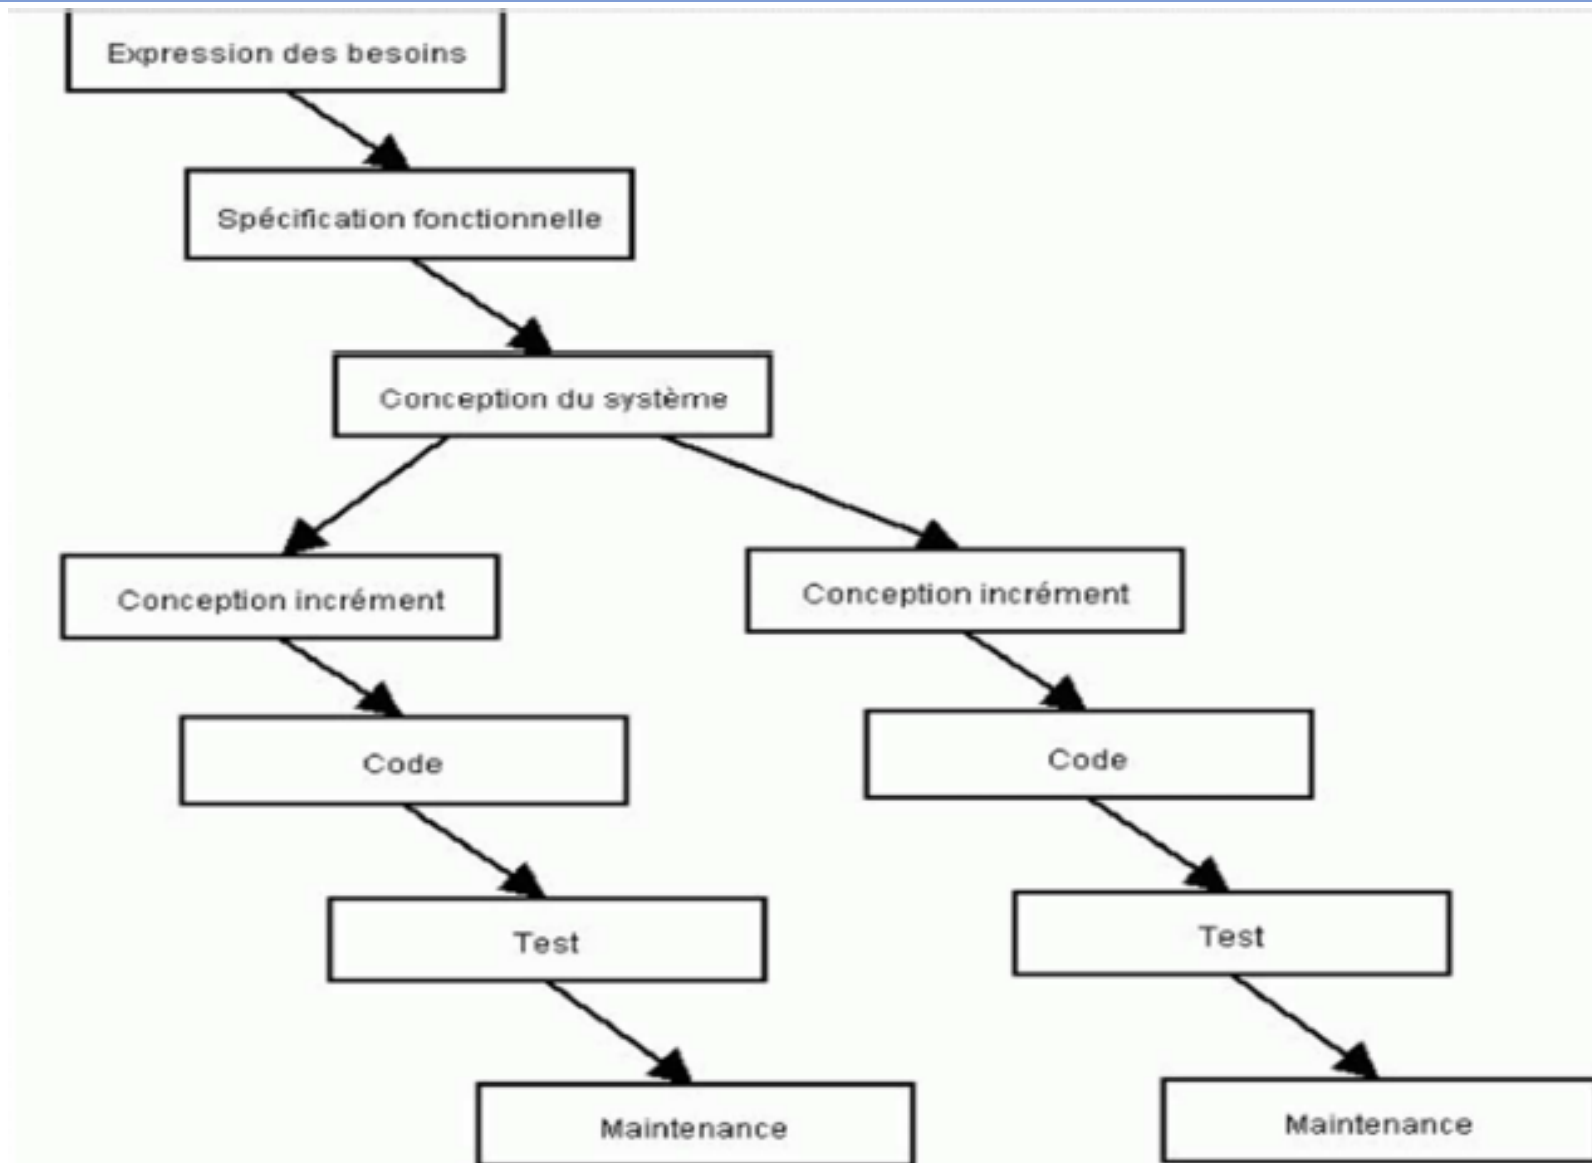 Expression des besoins
Spécification fonctionnelle
Conception du système
Conception incrément
Conception incrément
Code
Code
Test
Test
Maintenance
Maintenance